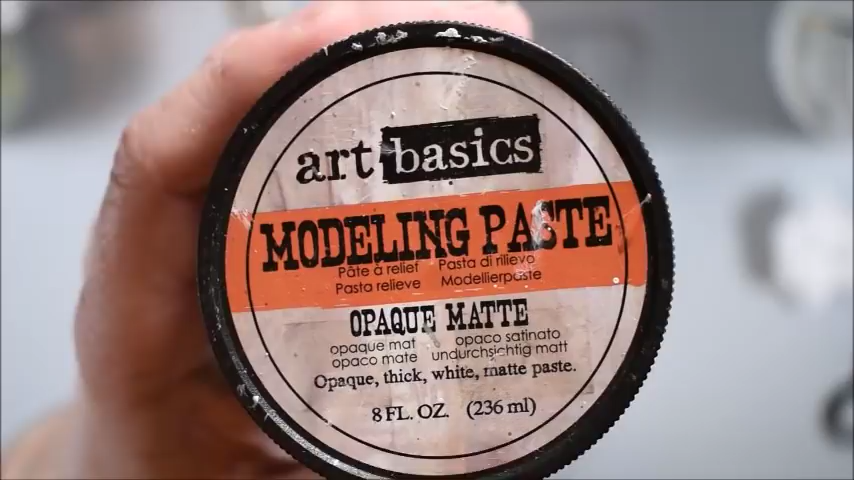 art basics
MODELING PASTE
Pâte à relief Pasta di rilievo
Pasta relieve Modellierpaste
OPAQUE MATTE
opaque mat opaco satinato
opaco mate undurchsichtig matt
Opaque, thick, white, matte paste.
8 FL. OZ. (236 ml)